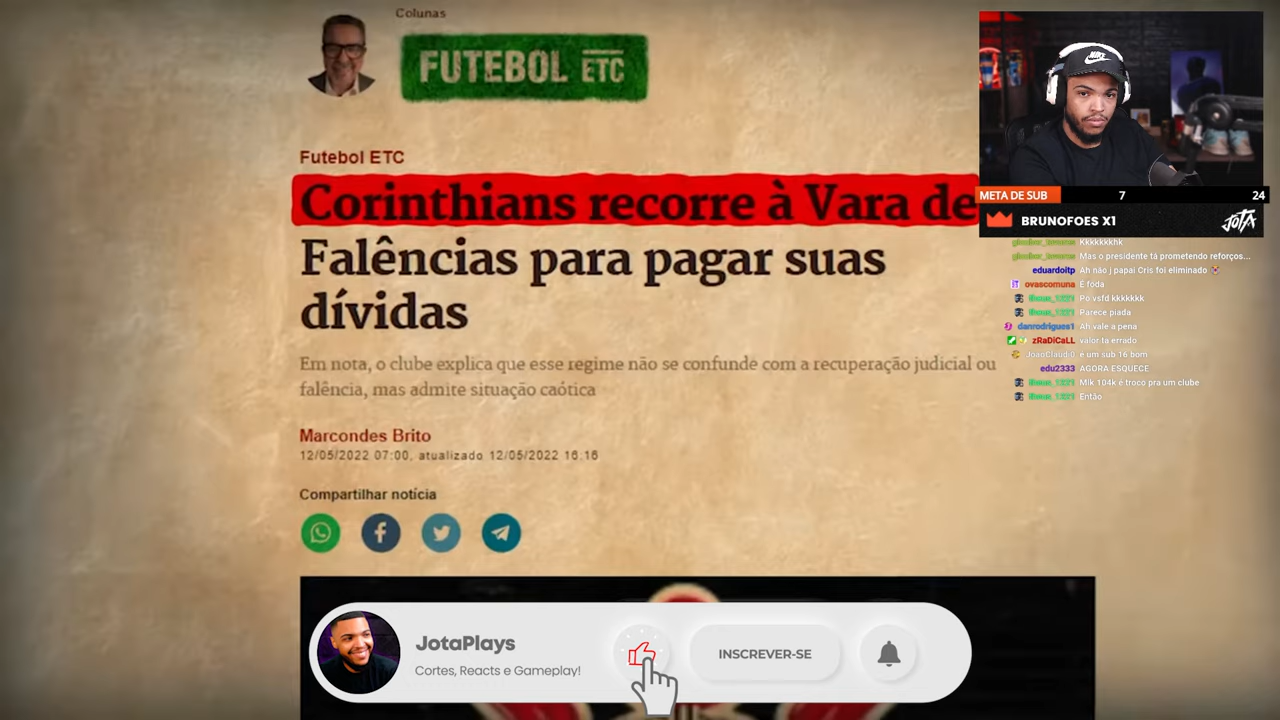 Colunas
FUTEBOL ETC
Futebol ETC
Corinthians recorre à Vara de
Falências para pagar suas
dívidas
Em nota, o clube explica que esse regime não se confunde com a recuperação judicial ou
falência, mas admite situação caótica
Marcondes Brito
12/05/2022 07:00, atualizado 12/05/2022 16:16
Compartilhar notícia
JotaPlays
Cortes, Reacts e Gameplay!
INSCREVER-SE
META DE SUB 7 24
BRUNOFOES X1
JOTA
Kkkkkkkhk
Mas o presidente tá prometendo reforços...
eduardoitp Ah não j papai Cris foi eliminado
ovascomuna É foda
Po vsfd kkkkkkk
Parece piada
danrodrigues1 Ah vale a pena
zRaDiCaLL valor ta errado
JoaoClaudi0 é um sub 16 bom
edu2333 AGORA ESQUECE
Mlk 104k é troco pra um clube
Então